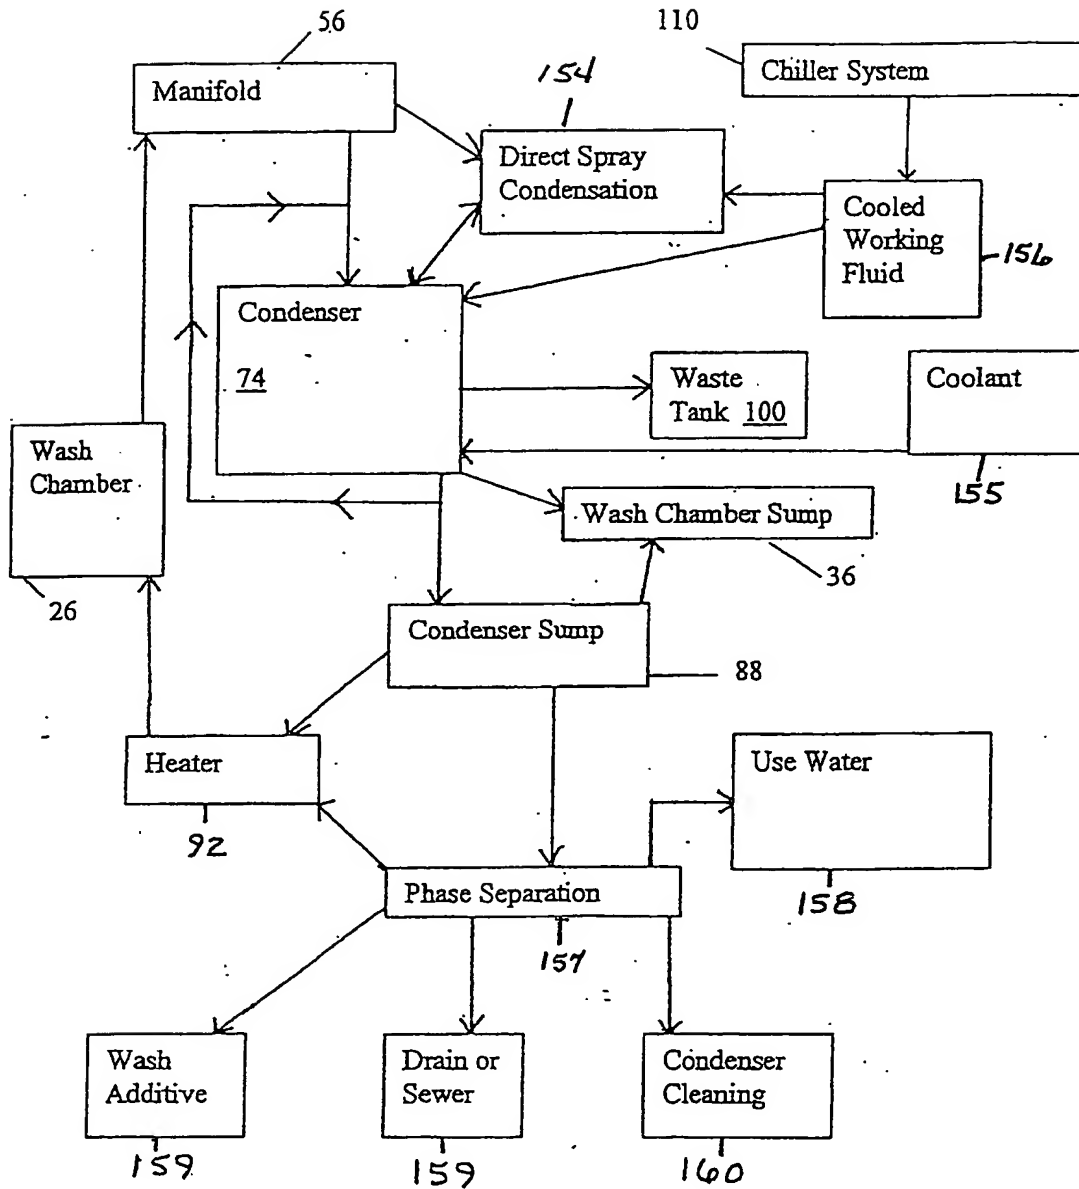 56
110
Manifold
154
Chiller System
Direct Spray
Condensation
Cooled
Working
Fluid
156
Condenser
74
Waste
Tank 100
Coolant
155
Wash
Chamber
Wash Chamber Sump
36
26
Condenser Sump
88
Heater
92
Use Water
158
Phase Separation
157
Wash
Additive
Drain or
Sewer
Condenser
Cleaning
159
159
160